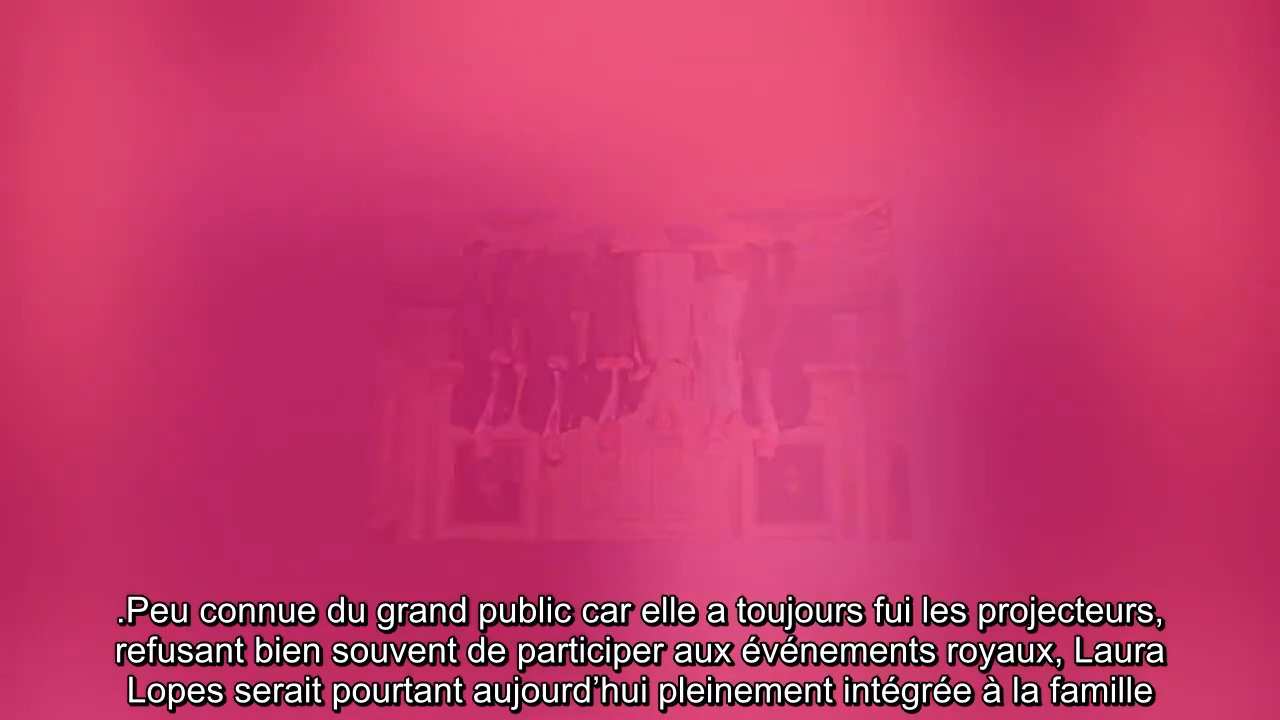 .Peu connue du grand public car elle a toujours fui les projecteurs,
refusant bien souvent de participer aux événements royaux, Laura
Lopes serait pourtant aujourd’hui pleinement intégrée à la famille